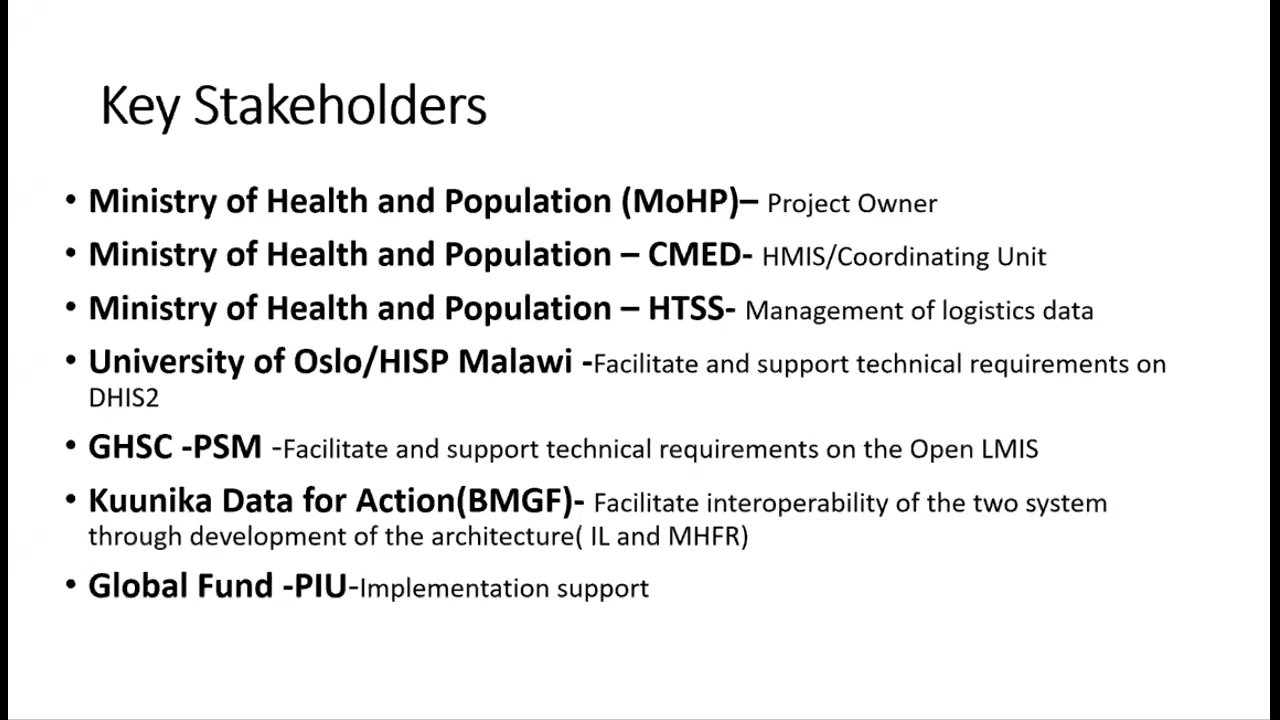 Key Stakeholders
• Ministry of Health and Population (MoHP)– Project Owner
• Ministry of Health and Population – CMED- HMIS/Coordinating Unit
• Ministry of Health and Population – HTSS- Management of logistics data
• University of Oslo/HISP Malawi -Facilitate and support technical requirements on
DHIS2
• GHSC -PSM -Facilitate and support technical requirements on the Open LMIS
• Kuunika Data for Action(BMGF)- Facilitate interoperability of the two system
through development of the architecture( IL and MHFR)
• Global Fund -PIU-Implementation support